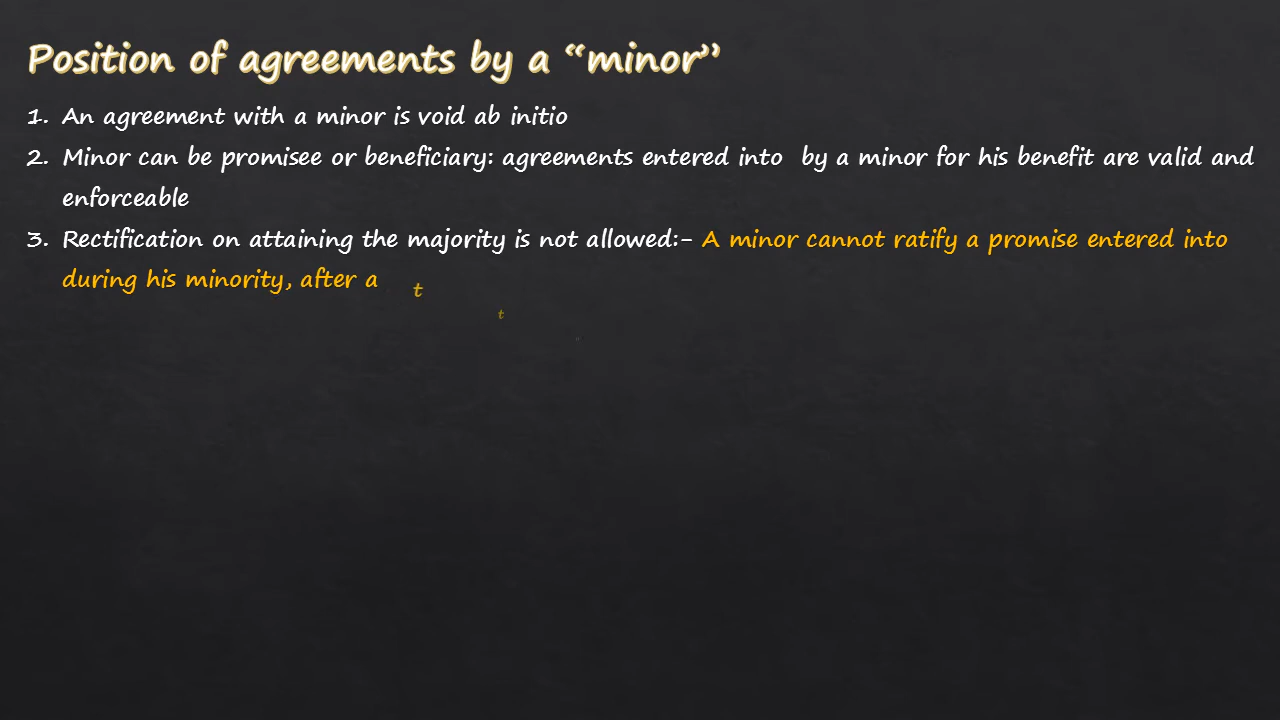 Position of agreements by a “minor”
1. An agreement with a minor is void ab initio
2. Minor can be promisee or beneficiary: agreements entered into by a minor for his benefit are valid and
enforceable
3. Rectification on attaining the majority is not allowed:- A minor cannot ratify a promise entered into
during his minority, after a t
t